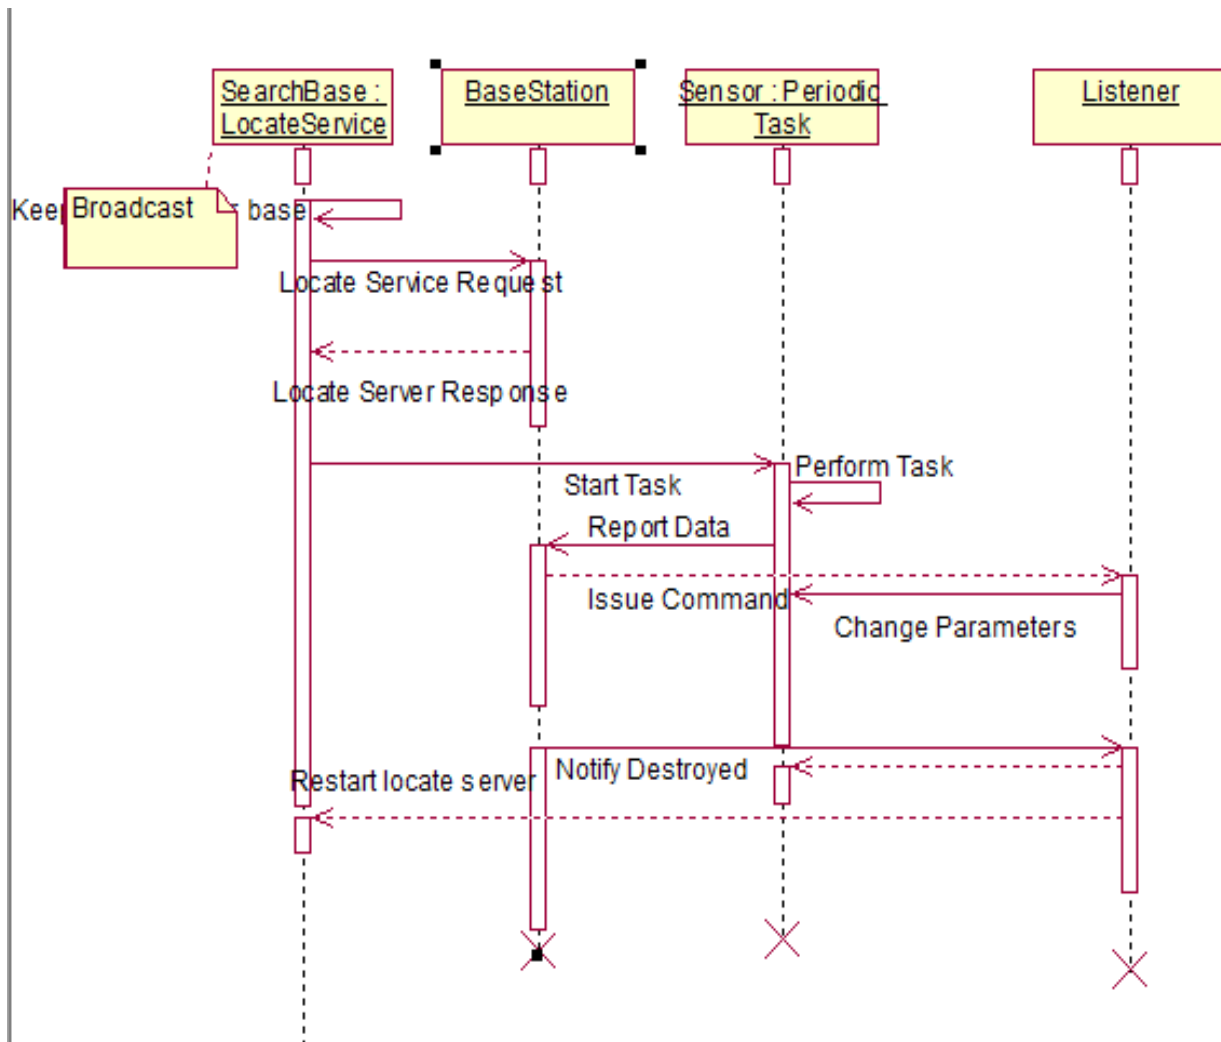 SearchBase :
LocateService
BaseStation
Sensor : Periodic
Task
Listener
Broadcast
base
Locate Service Request
Locate Server Response
Perform Task
Start Task
Report Data
Issue Command
Change Parameters
Notify Destroyed
Restart locate server